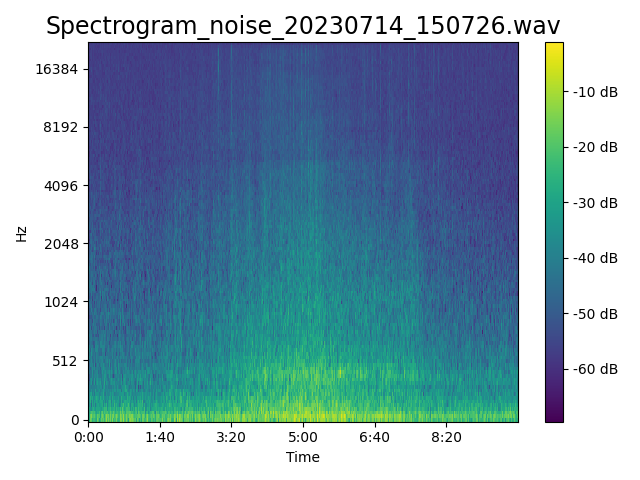 Spectrogram_noise_20230714_150726.wav
16384
8192
4096
2048
1024
512
0
Hz
0:00 1:40 3:20 5:00 6:40 8:20
Time
-10 dB
-20 dB
-30 dB
-40 dB
-50 dB
-60 dB